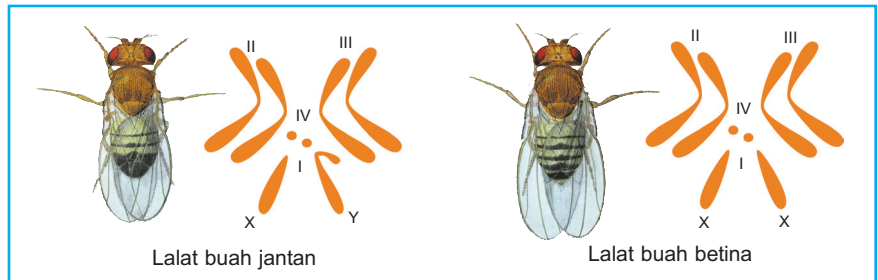 II III
IV
I
X Y
Lalat buah jantan
II III
IV
I
X X
Lalat buah betina